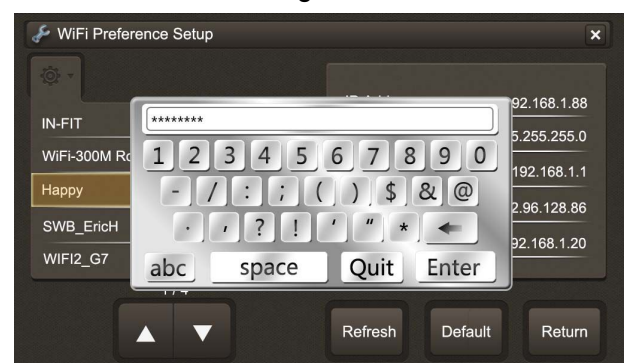 WiFi Preference Setup
IN-FIT
WiFi-300M
Happy
SWB_EricH
WIFI2_G7
92.168.1.88
5.255.255.0
192.168.1.1
2.96.128.86
92.168.1.20
********
1 2 3 4 5 6 7 8 9 0
- / : ; ( ) $ & @
. , ? ! ' " *
abc space Quit Enter
Refresh Default Return